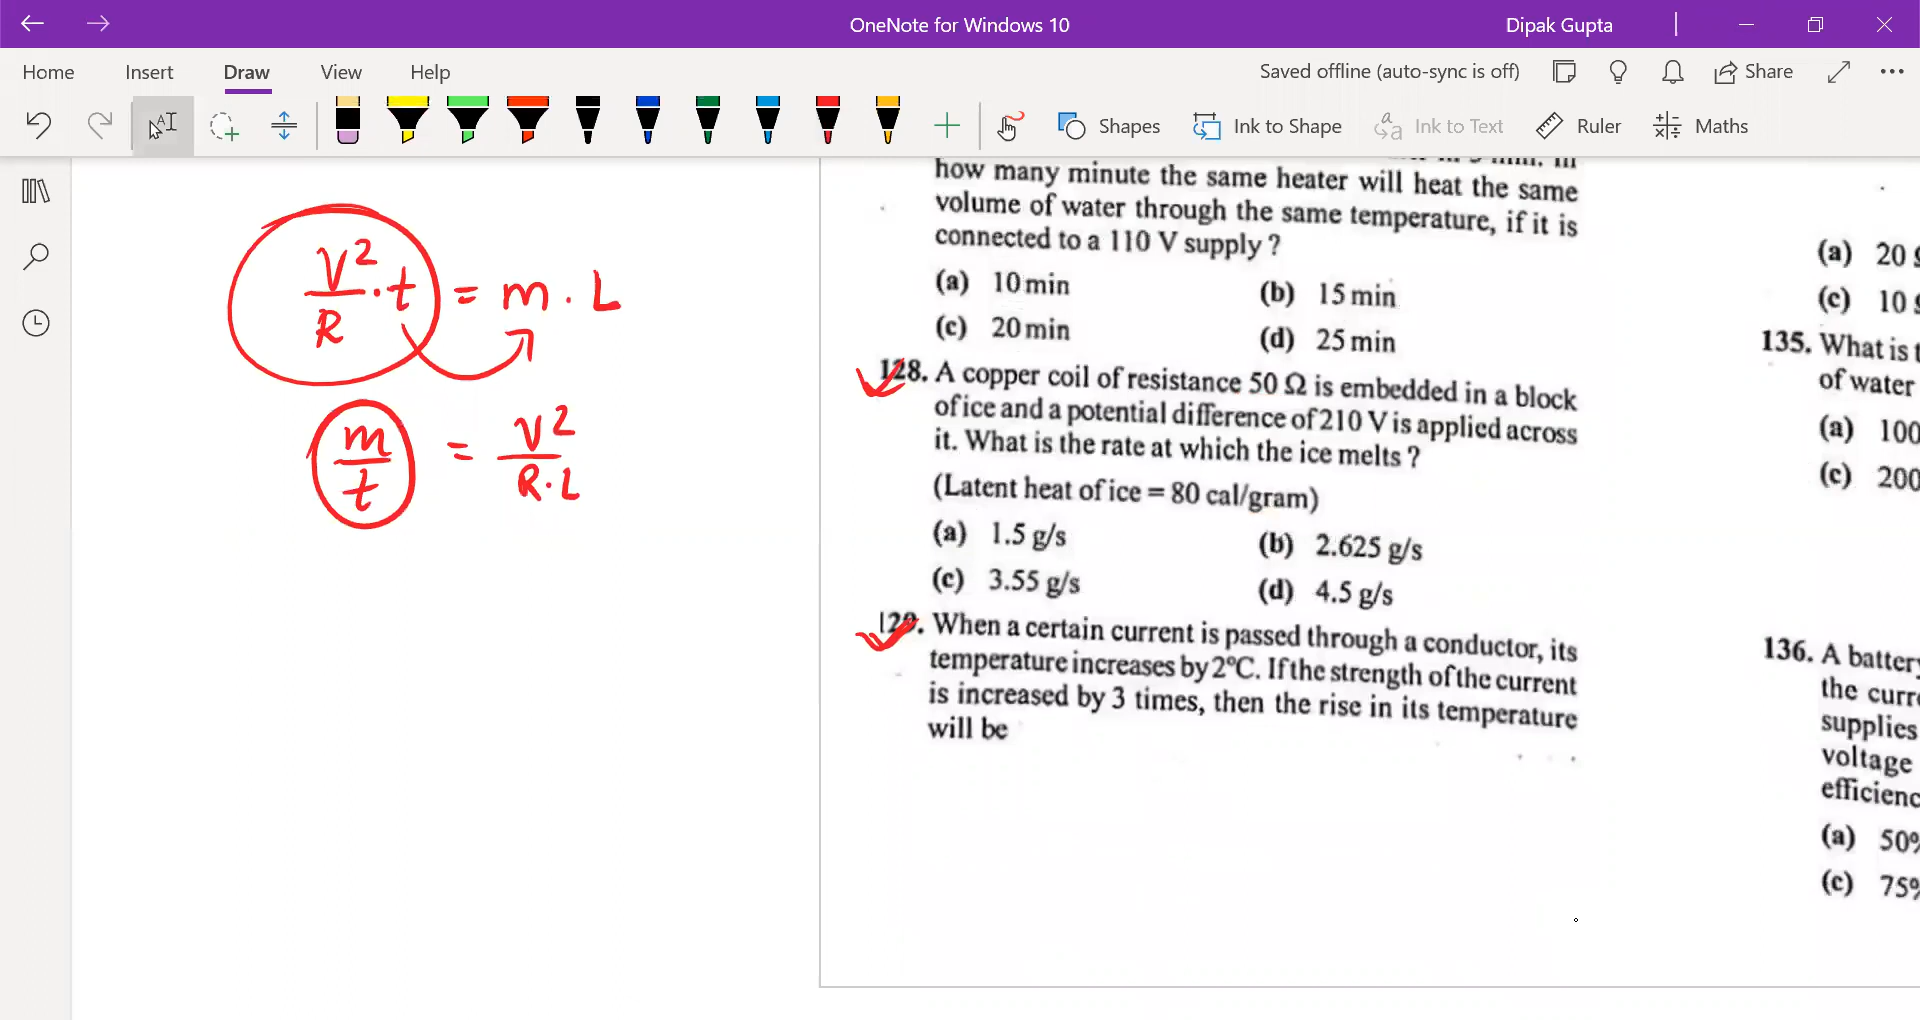 OneNote for Windows 10
Dipak Gupta
Home Insert Draw View Help
Saved offline (auto-sync is off)
Share
Shapes
Ink to Shape
Ink to Text
Ruler
Maths
V²/R · t = m . L
m/t = V²/R·L
how many minute the same heater will heat the same
volume of water through the same temperature, if it is
connected to a 110 V supply ?
(a) 10 min (b) 15 min
(c) 20 min (d) 25 min
128. A copper coil of resistance 50 Ω is embedded in a block
of ice and a potential difference of 210 V is applied across
it. What is the rate at which the ice melts ?
(Latent heat of ice = 80 cal/gram)
(a) 1.5 g/s (b) 2.625 g/s
(c) 3.55 g/s (d) 4.5 g/s
129. When a certain current is passed through a conductor, its
temperature increases by 2°C. If the strength of the current
is increased by 3 times, then the rise in its temperature
will be
(a) 20
(c) 10
135. What is
of water
(a) 100
(c) 200
136. A battery
the curre
supplies
voltage
efficienc
(a) 50%
(c) 75%